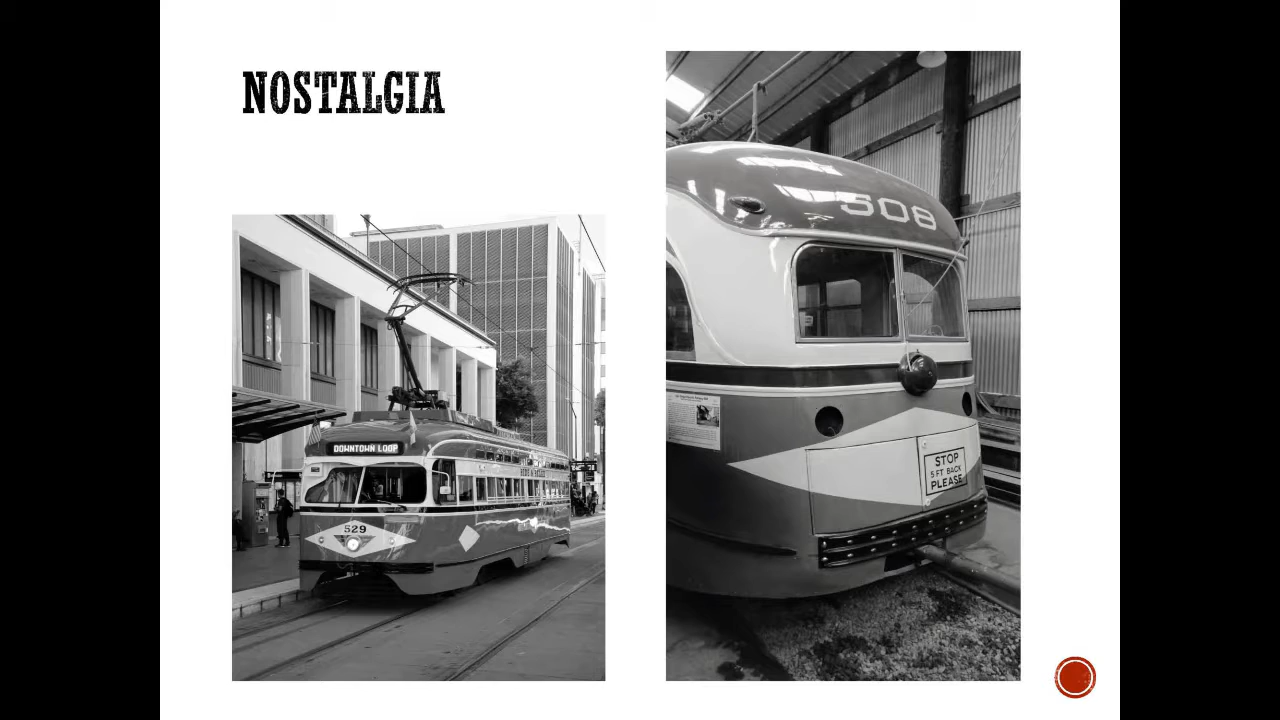 NOSTALGIA
DOWNTOWN LOOP
529
508
STOP
5 FT BACK
PLEASE